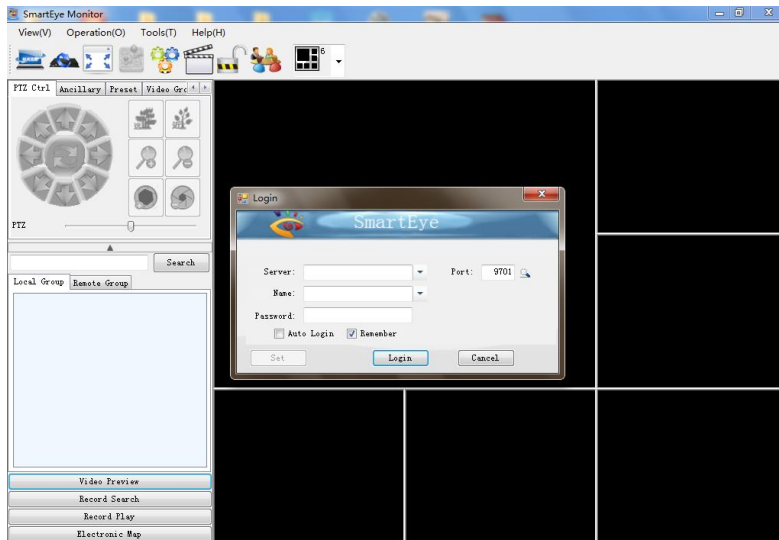 SmartEye Monitor
View(V) Operation(O) Tools(T) Help(H)
6
PTZ Ctrl Ancillary Preset Video Grc
PTZ
Search
Local Group Remote Group
Video Preview
Record Search
Record Play
Electronic Map
Login
SmartEye
Server: Port: 9701
Name:
Password:
Auto Login Remember
Set Login Cancel